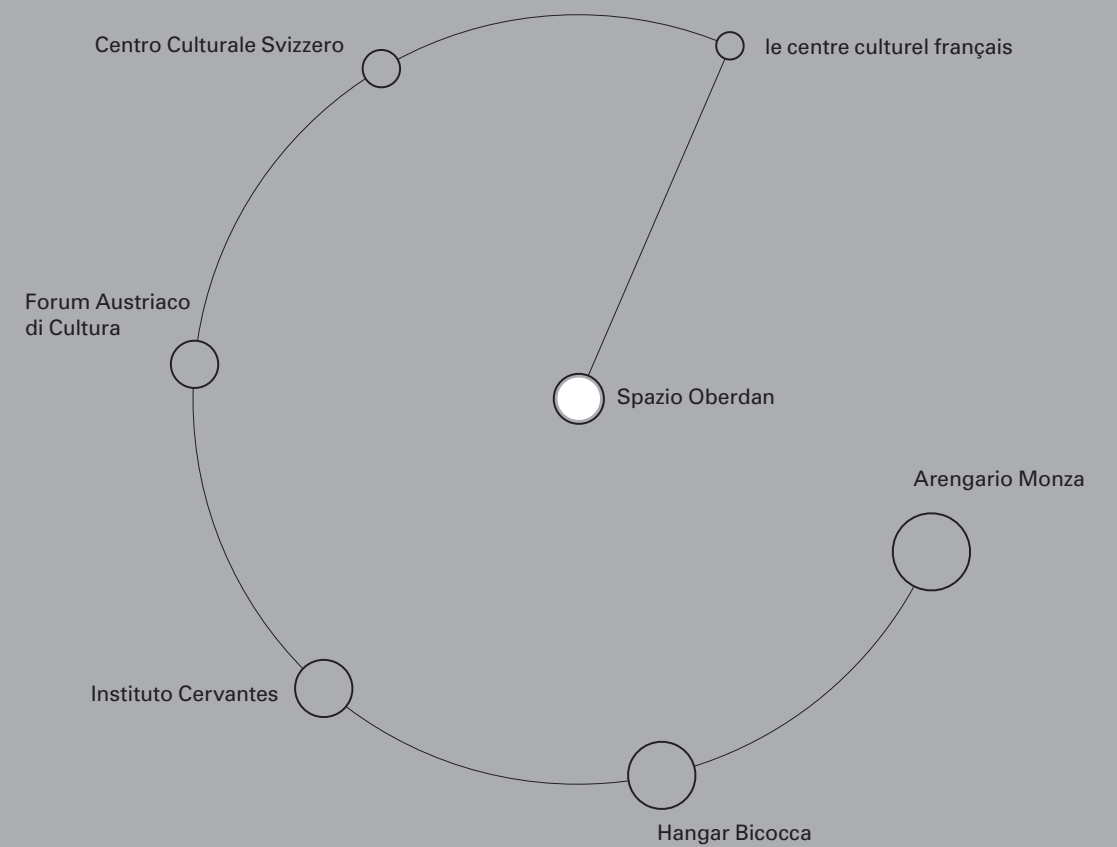 Centro Culturale Svizzero
le centre culturel français
Forum Austriaco
di Cultura
Spazio Oberdan
Arengario Monza
Instituto Cervantes
Hangar Bicocca